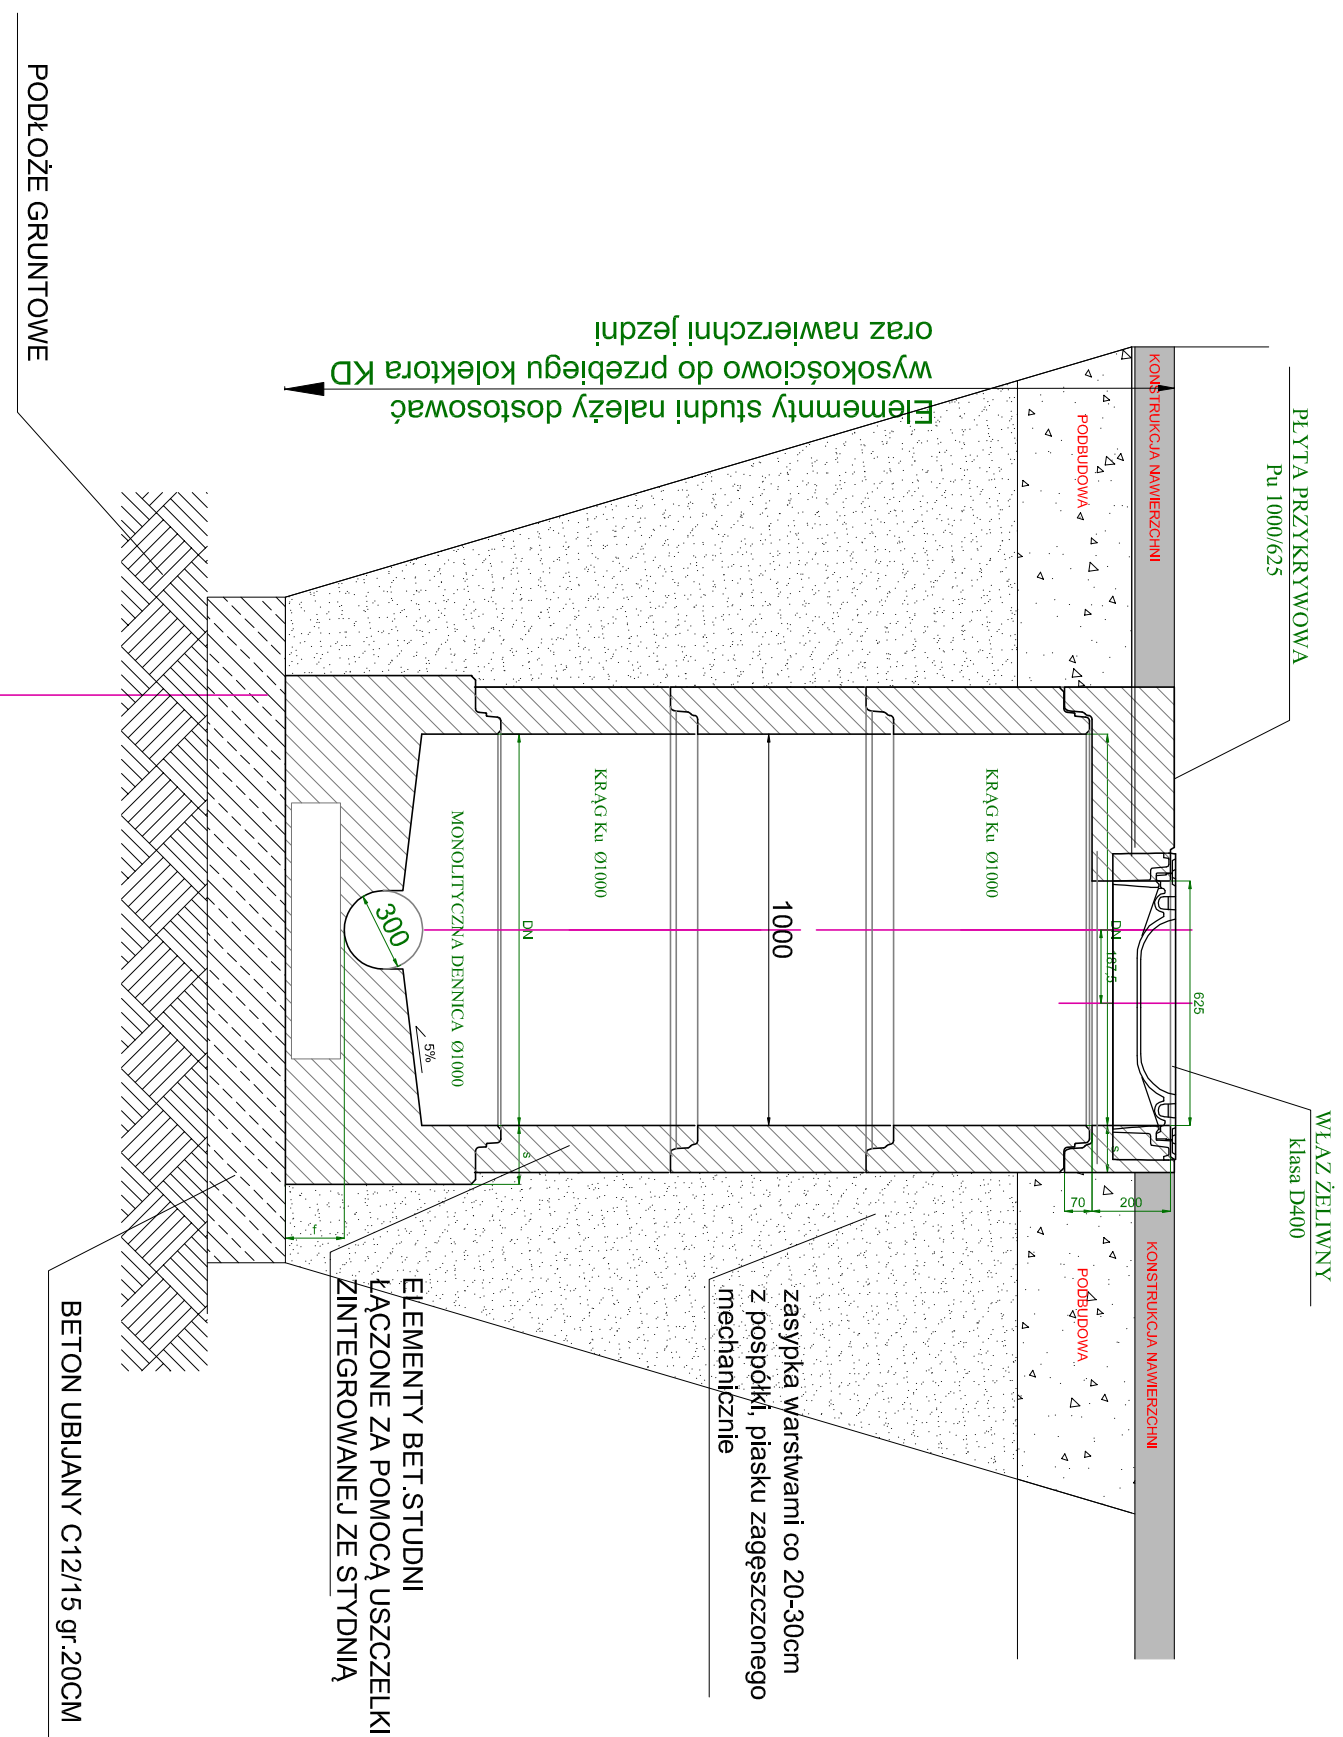 PŁYTA PRZYKRYWOWA
Pu 1000/625
WŁAZ ŻELIWNY
klasa D400
625
KONSTRUKCJA NAWIERZCHNI
KONSTRUKCJA NAWIERZCHNI
PODBUDOWA
PODBUDOWA
200
70
187,5
DN
s
KRĄG Ku Ø1000
1000
KRĄG Ku Ø1000
DN
s
MONOLITYCZNA DENNICA Ø1000
5%
300
f
Elememnty studni należy dostosować
wysokościowo do przebiegu kolektora KD
oraz nawierzchni jezdni
zasypka warstwami co 20-30cm
z pospółki, piasku zagęszczonego
mechanicznie
ELEMENTY BET.STUDNI
ŁĄCZONE ZA POMOCĄ USZCZELKI
ZINTEGROWANEJ ZE STYDNIĄ
PODŁOŻE GRUNTOWE
BETON UBIJANY C12/15 gr.20CM